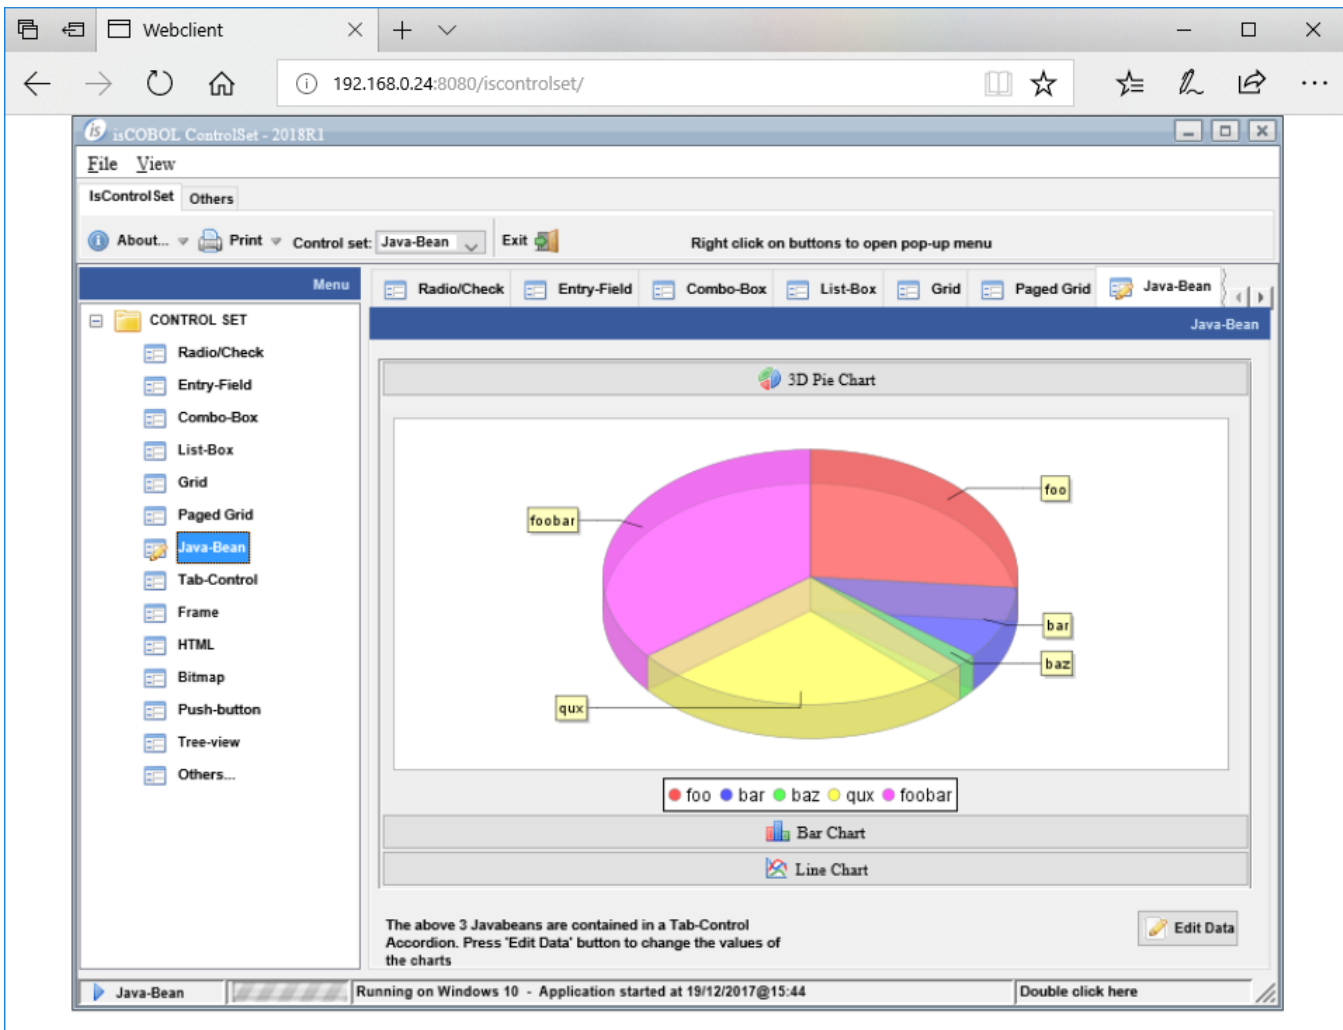 Webclient
192.168.0.24:8080/iscontrolset/
is isCOBOL ControlSet - 2018R1
File View
IsControlSet Others
About... Print Control set: Java-Bean Exit Right click on buttons to open pop-up menu
Menu
Radio/Check Entry-Field Combo-Box List-Box Grid Paged Grid Java-Bean
CONTROL SET
Radio/Check
Entry-Field
Combo-Box
List-Box
Grid
Paged Grid
Java-Bean
Tab-Control
Frame
HTML
Bitmap
Push-button
Tree-view
Others...
Java-Bean
3D Pie Chart
foo
foobar
bar
baz
qux
foo bar baz qux foobar
Bar Chart
Line Chart
The above 3 Javabeans are contained in a Tab-Control
Accordion. Press 'Edit Data' button to change the values of
the charts
Edit Data
Java-Bean Running on Windows 10 - Application started at 19/12/2017@15:44 Double click here